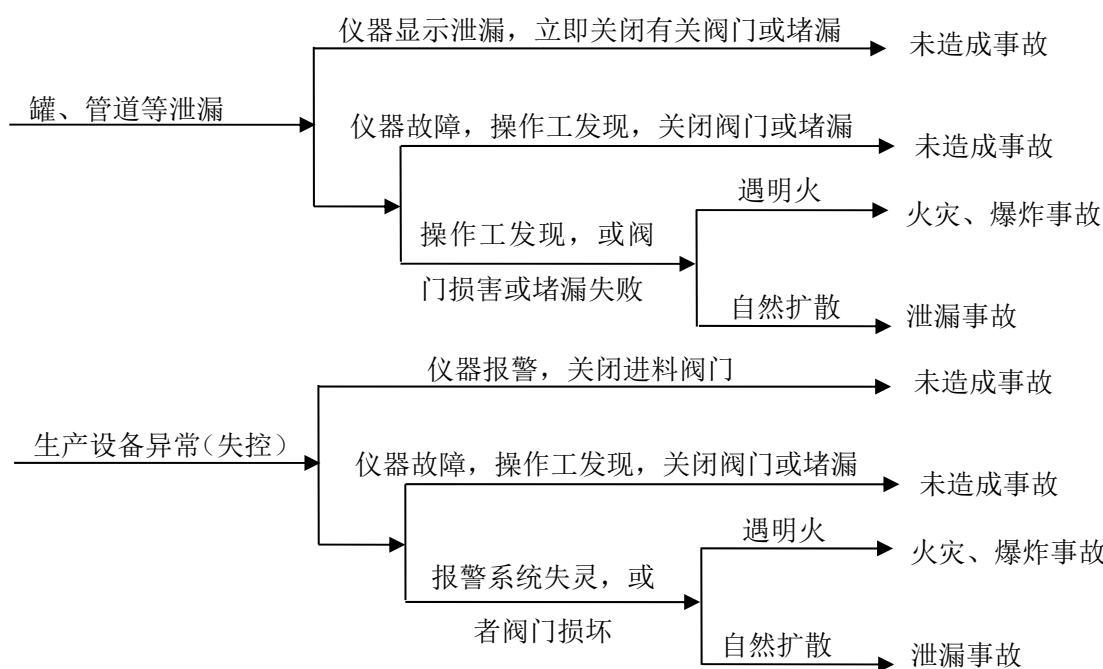 仪器显示泄漏，立即关闭有关阀门或堵漏
未造成事故
罐、管道等泄漏
仪器故障，操作工发现，关闭阀门或堵漏
未造成事故
遇明火
火灾、爆炸事故
操作工发现，或阀
门损害或堵漏失败
自然扩散
泄漏事故
仪器报警，关闭进料阀门
未造成事故
生产设备异常（失控）
仪器故障，操作工发现，关闭阀门或堵漏
未造成事故
遇明火
火灾、爆炸事故
报警系统失灵，或
者阀门损坏
自然扩散
泄漏事故